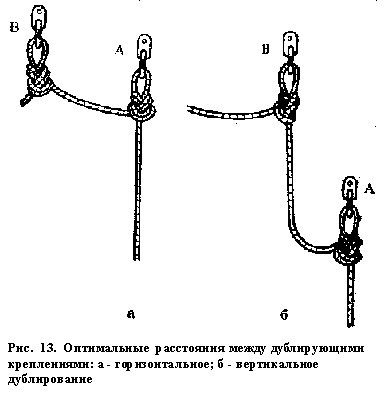 В
А
В
А
а
б
Рис. 13. Оптимальные расстояния между дублирующими
креплениями: а - горизонтальное; б - вертикальное
дублирование